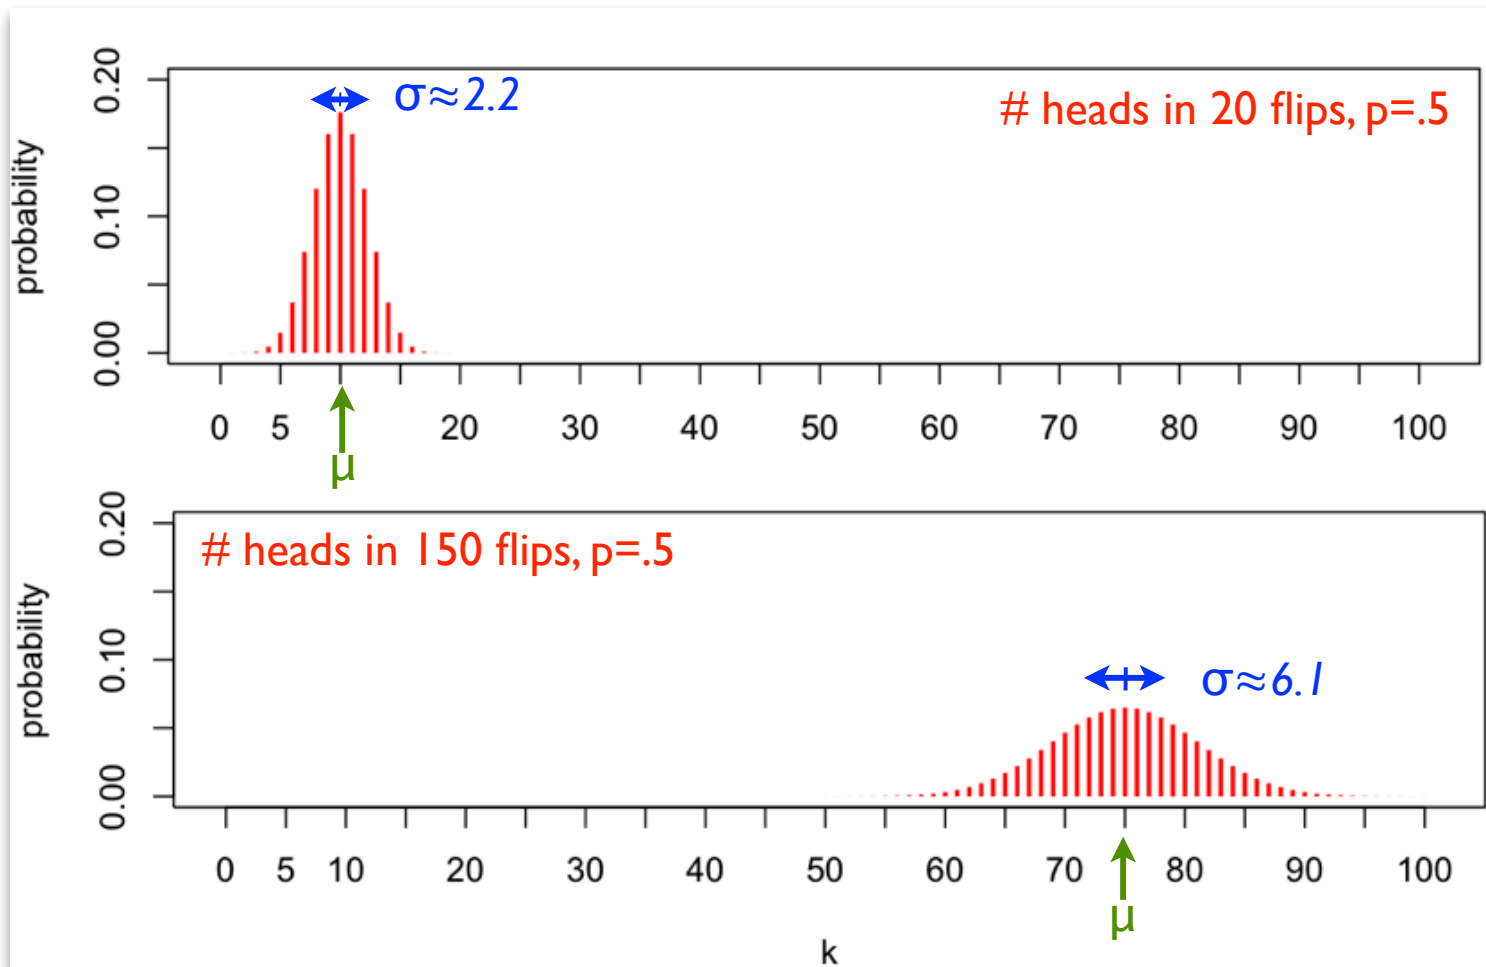 0.20
σ≈2.2
# heads in 20 flips, p=.5
probability
0.10
0.00
0 5 20 30 40 50 60 70 80 90 100
μ
0.20
# heads in 150 flips, p=.5
probability
0.10
σ≈6.1
0.00
0 5 10 20 30 40 50 60 70 80 90 100
μ
k